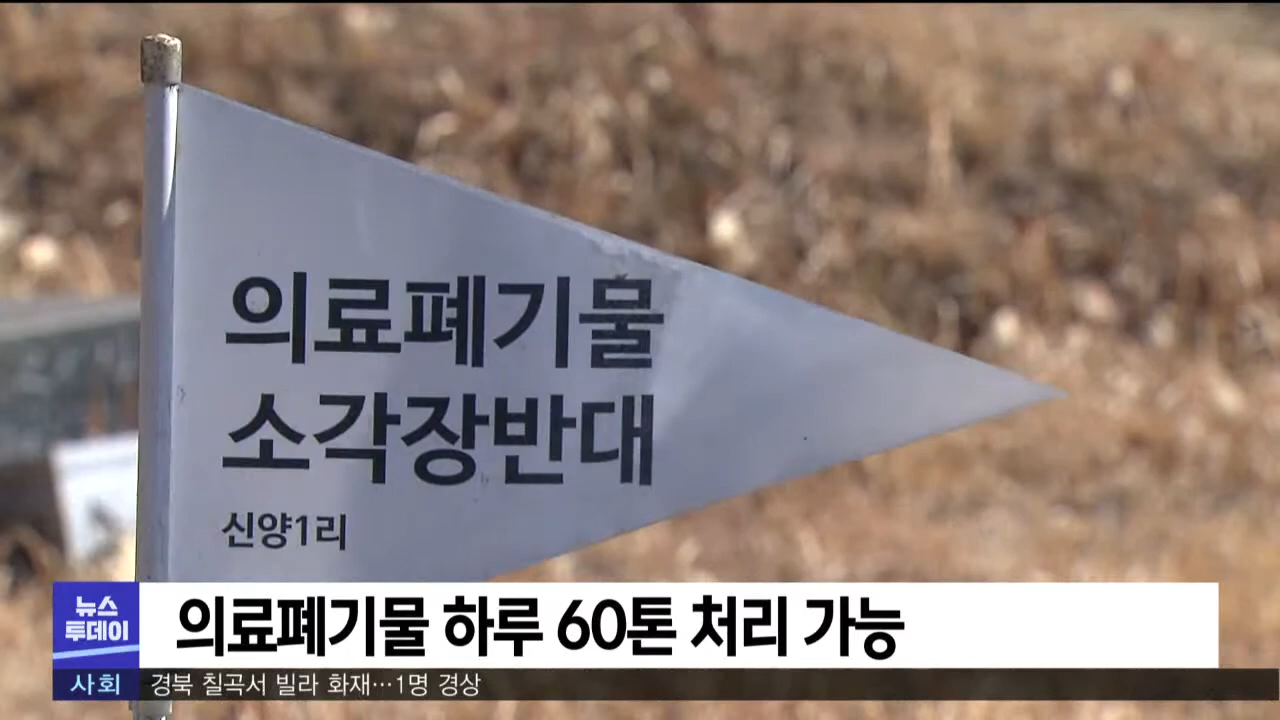 의료폐기물
소각장반대
신양1리
뉴스
투데이
의료폐기물 하루 60톤 처리 가능
사회
경북 칠곡서 빌라 화재…1명 경상